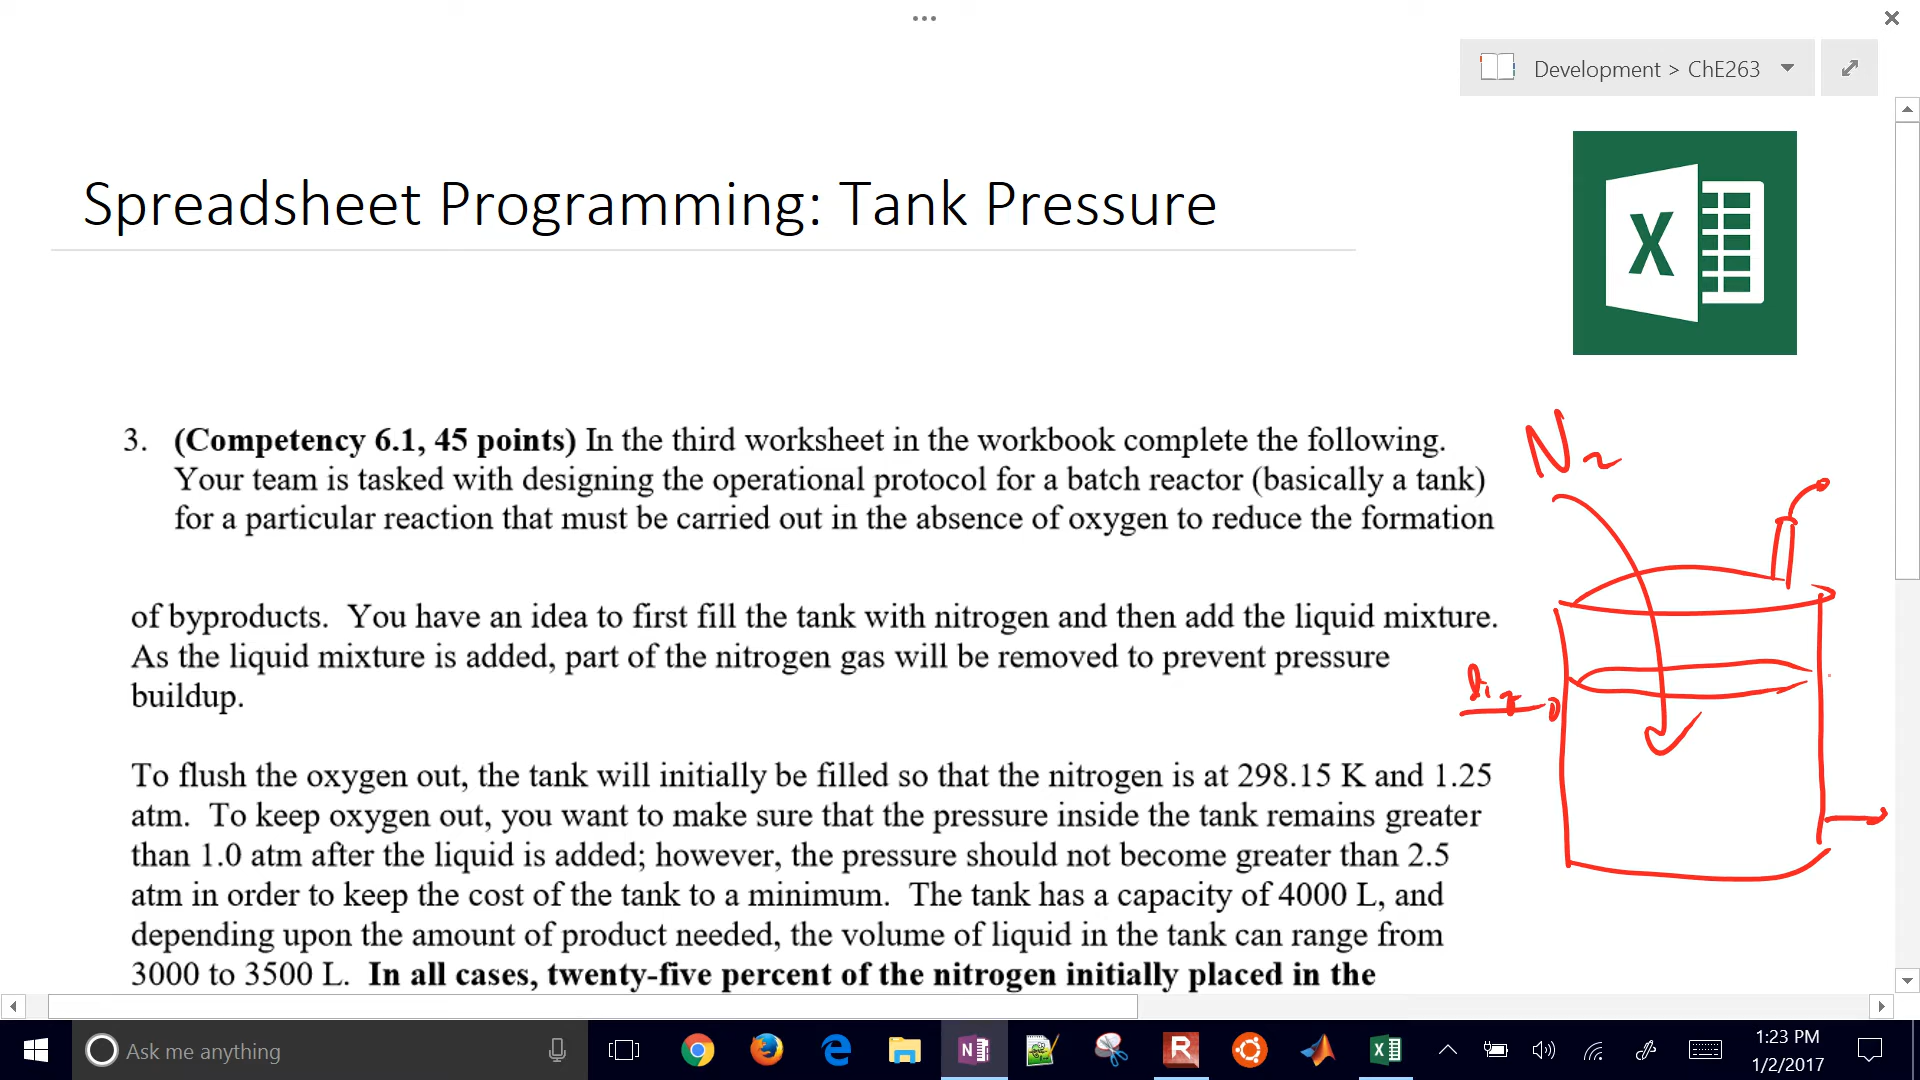 Development > ChE263
Spreadsheet Programming: Tank Pressure
3. (Competency 6.1, 45 points) In the third worksheet in the workbook complete the following.
Your team is tasked with designing the operational protocol for a batch reactor (basically a tank)
for a particular reaction that must be carried out in the absence of oxygen to reduce the formation
of byproducts. You have an idea to first fill the tank with nitrogen and then add the liquid mixture.
As the liquid mixture is added, part of the nitrogen gas will be removed to prevent pressure
buildup.
To flush the oxygen out, the tank will initially be filled so that the nitrogen is at 298.15 K and 1.25
atm. To keep oxygen out, you want to make sure that the pressure inside the tank remains greater
than 1.0 atm after the liquid is added; however, the pressure should not become greater than 2.5
atm in order to keep the cost of the tank to a minimum. The tank has a capacity of 4000 L, and
depending upon the amount of product needed, the volume of liquid in the tank can range from
3000 to 3500 L. In all cases, twenty-five percent of the nitrogen initially placed in the
X
N2
liq
Ask me anything
N
R
X
1:23 PM
1/2/2017